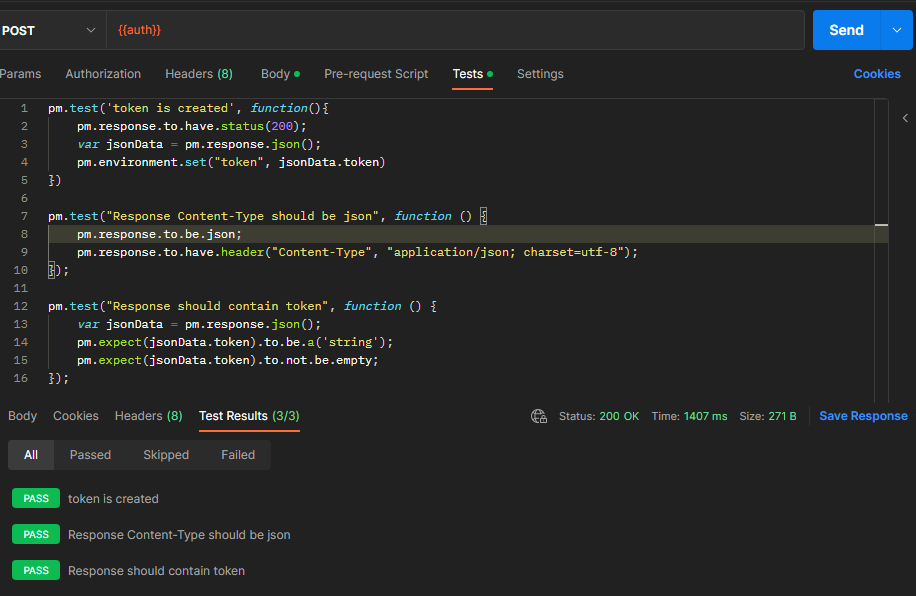 POST {{auth}} Send
Params Authorization Headers (8) Body Pre-request Script Tests Settings Cookies
1 pm.test('token is created', function(){
2 pm.response.to.have.status(200);
3 var jsonData = pm.response.json();
4 pm.environment.set("token", jsonData.token)
5 })
6
7 pm.test("Response Content-Type should be json", function () {
8 pm.response.to.be.json;
9 pm.response.to.have.header("Content-Type", "application/json; charset=utf-8");
10 });
11
12 pm.test("Response should contain token", function () {
13 var jsonData = pm.response.json();
14 pm.expect(jsonData.token).to.be.a('string');
15 pm.expect(jsonData.token).to.not.be.empty;
16 });
Body Cookies Headers (8) Test Results (3/3) Status: 200 OK Time: 1407 ms Size: 271 B Save Response
All Passed Skipped Failed
PASS token is created
PASS Response Content-Type should be json
PASS Response should contain token